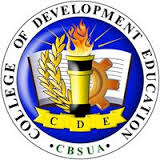 COLLEGE OF DEVELOPMENT EDUCATION
C D E
• CBSUA •